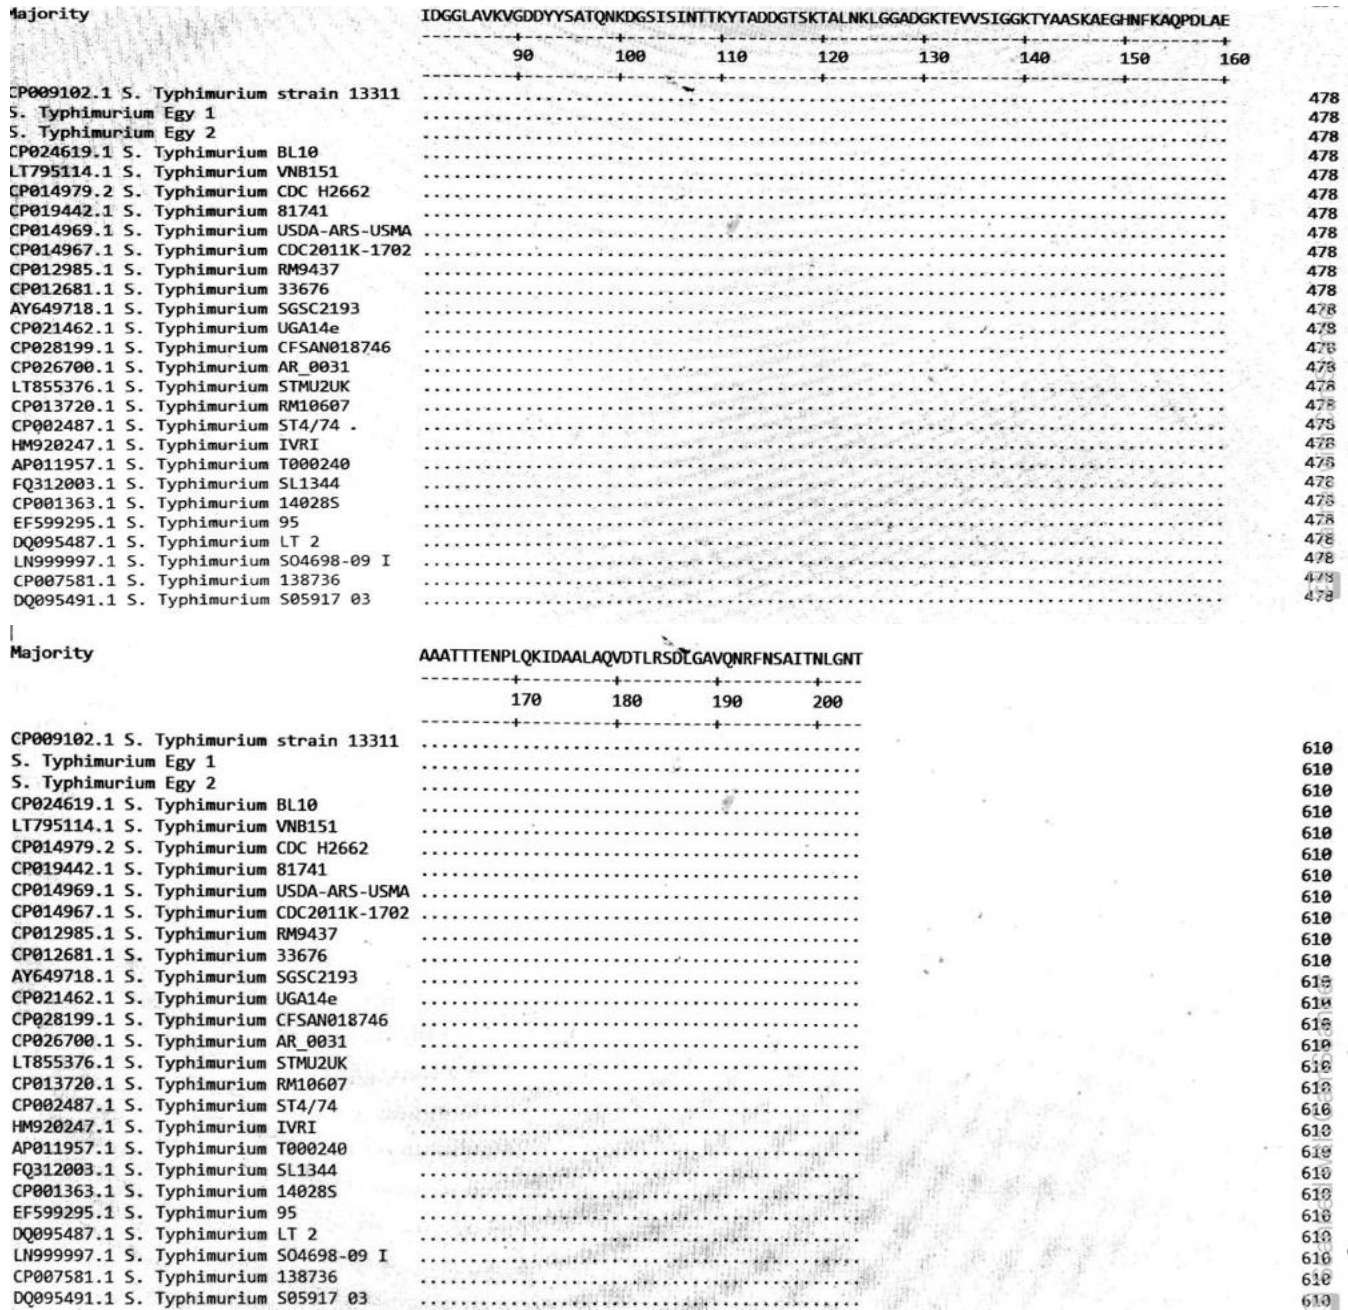 Majority IDGGLAVKVGDDYYSATQNKDGSISINTTKYTADDGTSKTALNKLGGADGKTEVVSIGGKTYAASKAEGHNFKAQPDLAE
90 100 110 120 130 140 150 160
CP009102.1 S. Typhimurium strain 13311 478
S. Typhimurium Egy 1 478
S. Typhimurium Egy 2 478
CP024619.1 S. Typhimurium BL10 478
LT795114.1 S. Typhimurium VNB151 478
CP014979.2 S. Typhimurium CDC H2662 478
CP019442.1 S. Typhimurium 81741 478
CP014969.1 S. Typhimurium USDA-ARS-USMA 478
CP014967.1 S. Typhimurium CDC2011K-1702 478
CP012985.1 S. Typhimurium RM9437 478
CP012681.1 S. Typhimurium 33676 478
AY649718.1 S. Typhimurium SGSC2193 478
CP021462.1 S. Typhimurium UGA14e 478
CP028199.1 S. Typhimurium CFSAN018746 478
CP026700.1 S. Typhimurium AR_0031 478
LT855376.1 S. Typhimurium STMU2UK 478
CP013720.1 S. Typhimurium RM10607 478
CP002487.1 S. Typhimurium ST4/74 478
HM920247.1 S. Typhimurium IVRI 478
AP011957.1 S. Typhimurium T000240 478
FQ312003.1 S. Typhimurium SL1344 478
CP001363.1 S. Typhimurium 14028S 478
EF599295.1 S. Typhimurium 95 478
DQ095487.1 S. Typhimurium LT 2 478
LN999997.1 S. Typhimurium SO4698-09 I 478
CP007581.1 S. Typhimurium 138736 478
DQ095491.1 S. Typhimurium S05917 03 478
Majority AAATTTENPLQKIDAALAQVDTLRSDLGAVQNRFNSAITNLGNT
170 180 190 200
CP009102.1 S. Typhimurium strain 13311 610
S. Typhimurium Egy 1 610
S. Typhimurium Egy 2 610
CP024619.1 S. Typhimurium BL10 610
LT795114.1 S. Typhimurium VNB151 610
CP014979.2 S. Typhimurium CDC H2662 610
CP019442.1 S. Typhimurium 81741 610
CP014969.1 S. Typhimurium USDA-ARS-USMA 610
CP014967.1 S. Typhimurium CDC2011K-1702 610
CP012985.1 S. Typhimurium RM9437 610
CP012681.1 S. Typhimurium 33676 610
AY649718.1 S. Typhimurium SGSC2193 610
CP021462.1 S. Typhimurium UGA14e 610
CP028199.1 S. Typhimurium CFSAN018746 610
CP026700.1 S. Typhimurium AR_0031 610
LT855376.1 S. Typhimurium STMU2UK 610
CP013720.1 S. Typhimurium RM10607 610
CP002487.1 S. Typhimurium ST4/74 610
HM920247.1 S. Typhimurium IVRI 610
AP011957.1 S. Typhimurium T000240 610
FQ312003.1 S. Typhimurium SL1344 610
CP001363.1 S. Typhimurium 14028S 610
EF599295.1 S. Typhimurium 95 610
DQ095487.1 S. Typhimurium LT 2 610
LN999997.1 S. Typhimurium SO4698-09 I 610
CP007581.1 S. Typhimurium 138736 610
DQ095491.1 S. Typhimurium S05917 03 610